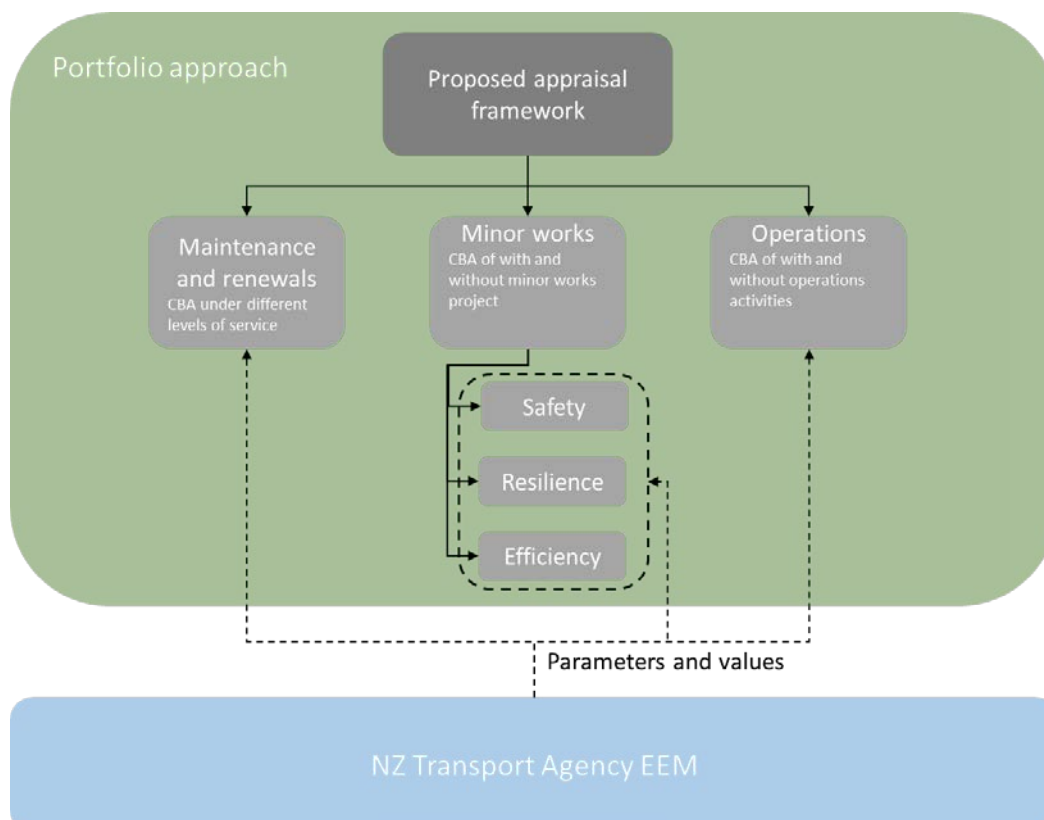 Portfolio approach
Proposed appraisal
framework
Maintenance
and renewals
CBA under different
levels of service
Minor works
CBA of with and
without minor works
project
Operations
CBA of with and
without operations
activities
Safety
Resilience
Efficiency
Parameters and values
NZ Transport Agency EEM